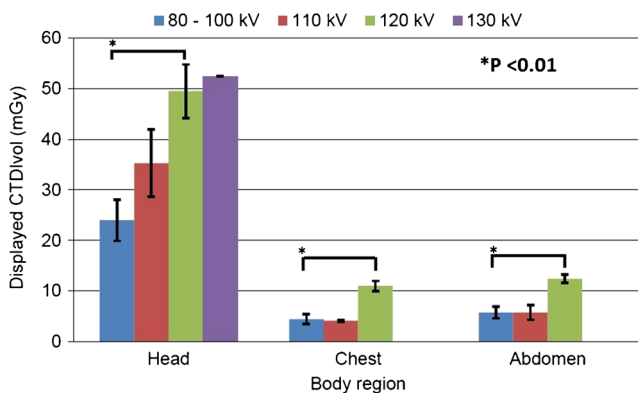 80 - 100 kV 110 kV 120 kV 130 kV
60
50
40
30
20
10
0
Displayed CTDIvol (mGy)
*
*P <0.01
*
*
Head Chest Abdomen
Body region